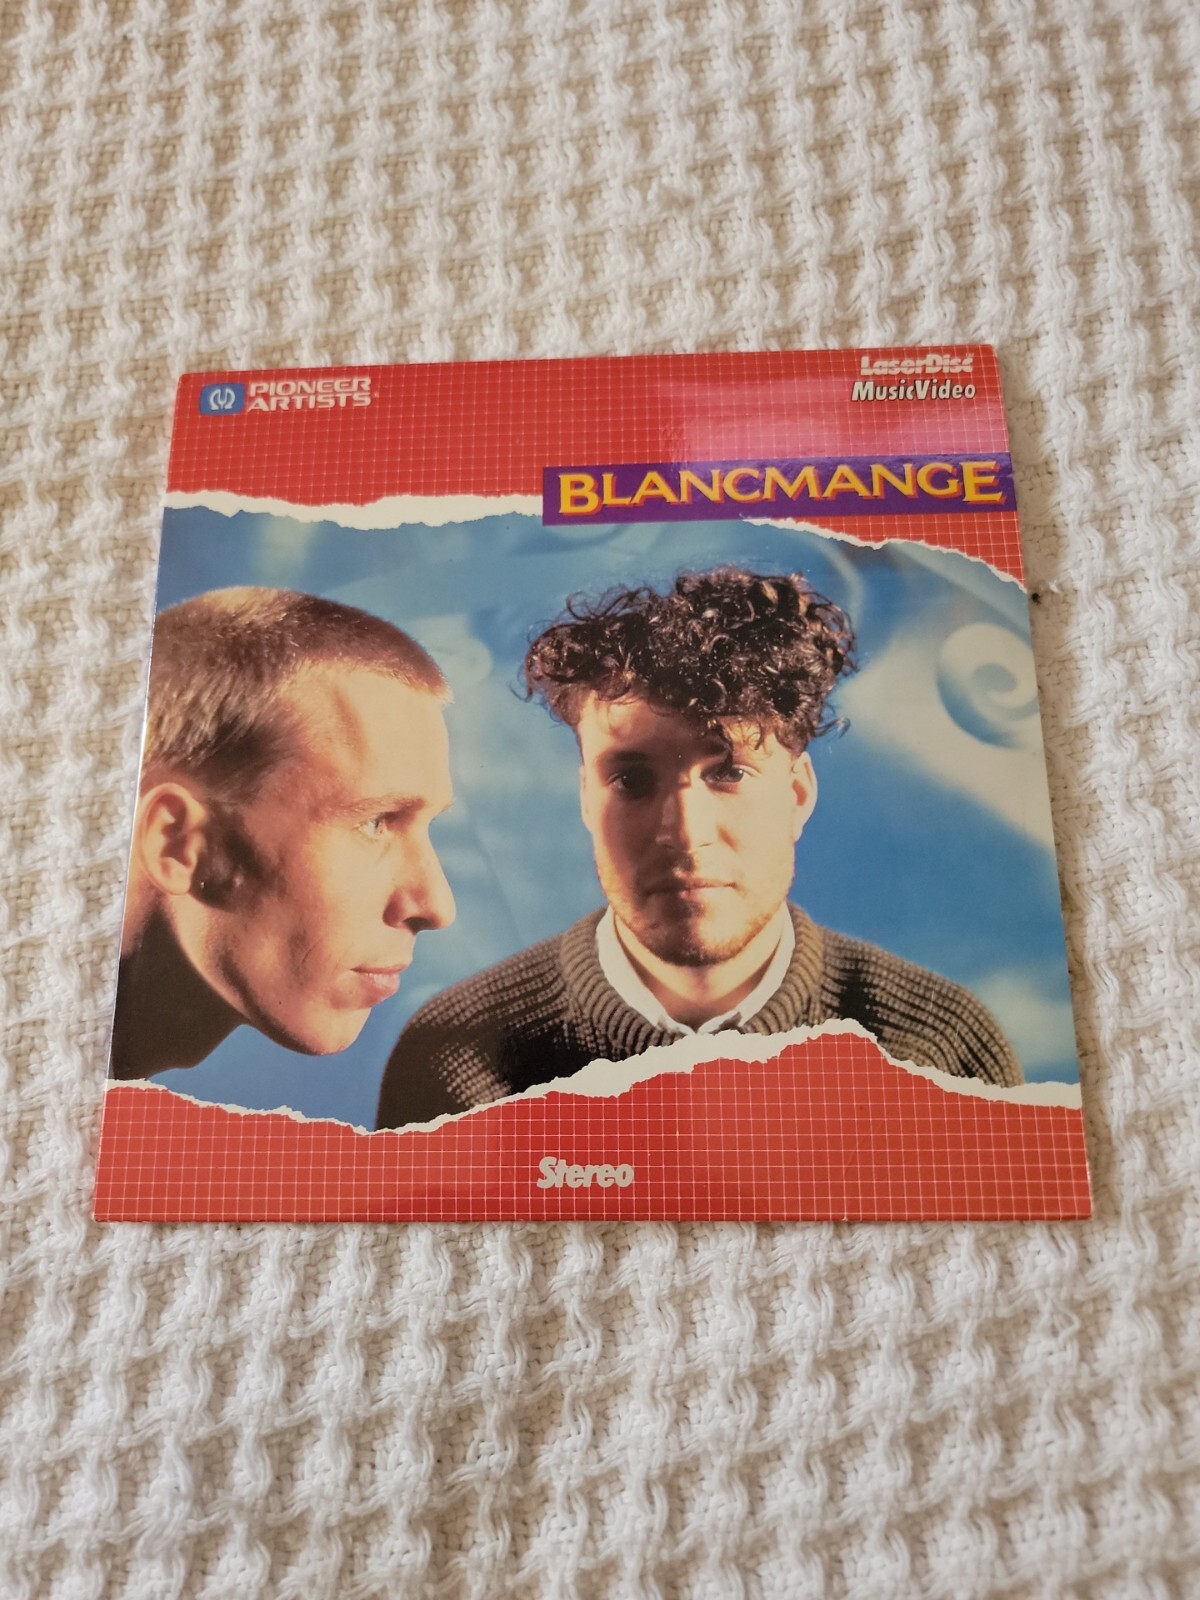 PIONEER
ARTISTS
LaserDisc
MusicVideo
BLANCMANGE
Stereo